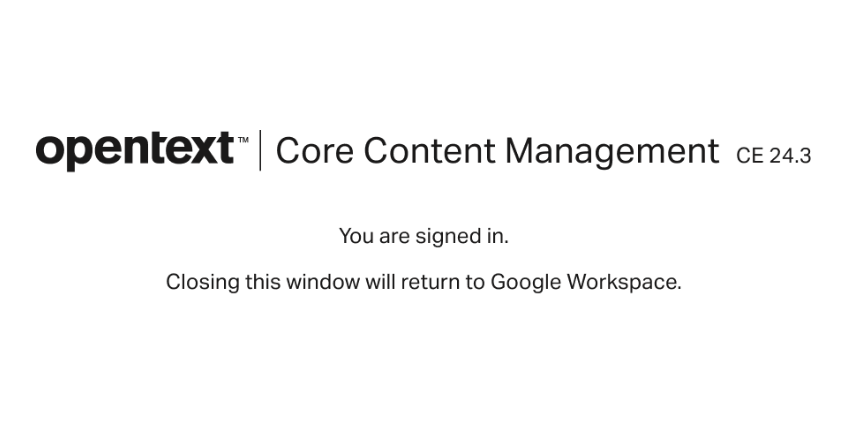 opentext™ | Core Content Management CE 24.3
You are signed in.
Closing this window will return to Google Workspace.